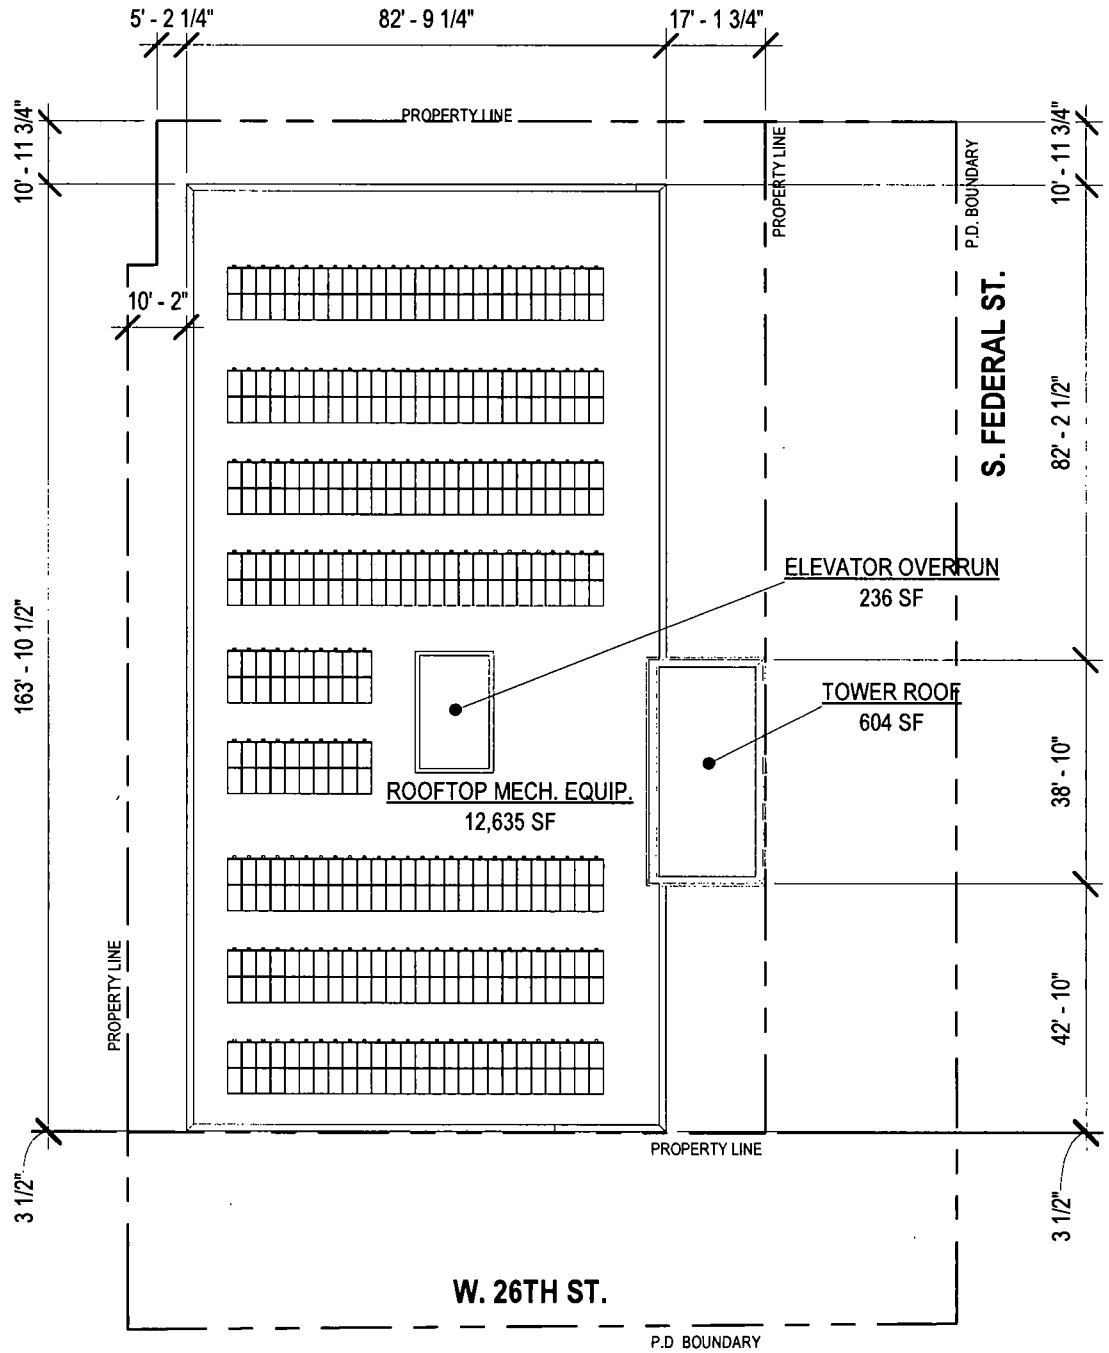 5' - 2 1/4"
82' - 9 1/4"
17' - 1 3/4"
PROPERTY LINE
10' - 11 3/4"
10' - 11 3/4"
PROPERTY LINE
P.D. BOUNDARY
10' - 2"
S. FEDERAL ST.
82' - 2 1/2"
ELEVATOR OVERRUN
236 SF
163' - 10 1/2"
TOWER ROOF
604 SF
38' - 10"
ROOFTOP MECH. EQUIP.
12,635 SF
PROPERTY LINE
42' - 10"
PROPERTY LINE
3 1/2"
3 1/2"
W. 26TH ST.
P.D BOUNDARY